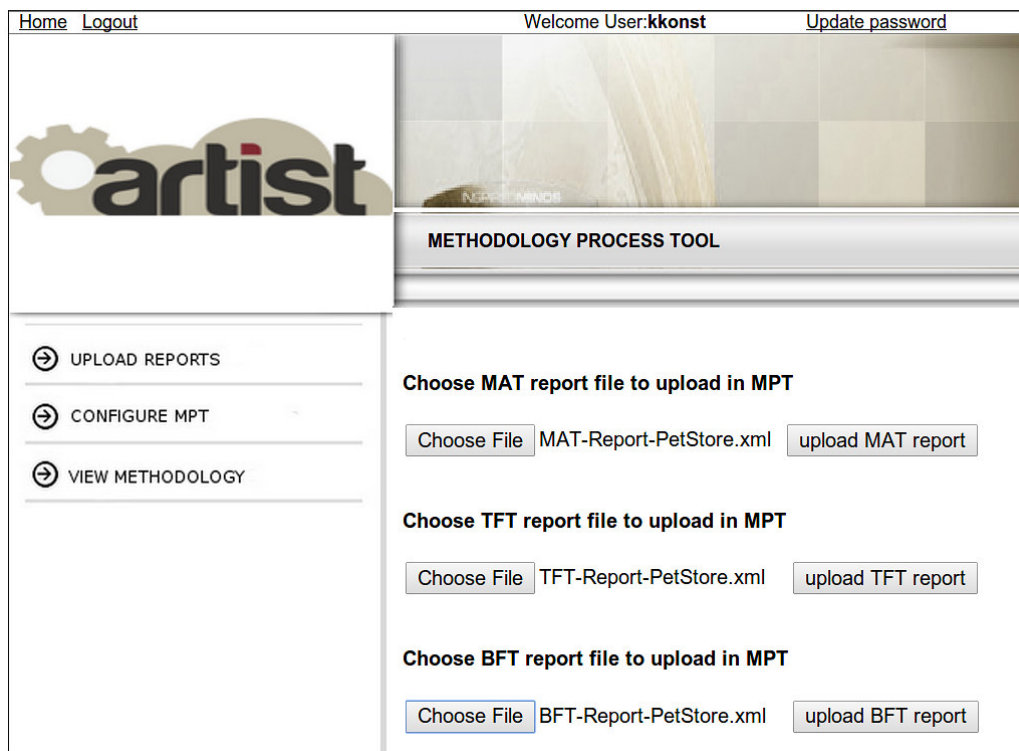 Home Logout Welcome User:kkonst Update password
artist
INSPIREDMINDS
METHODOLOGY PROCESS TOOL
UPLOAD REPORTS
CONFIGURE MPT
VIEW METHODOLOGY
Choose MAT report file to upload in MPT
Choose File MAT-Report-PetStore.xml upload MAT report
Choose TFT report file to upload in MPT
Choose File TFT-Report-PetStore.xml upload TFT report
Choose BFT report file to upload in MPT
Choose File BFT-Report-PetStore.xml upload BFT report